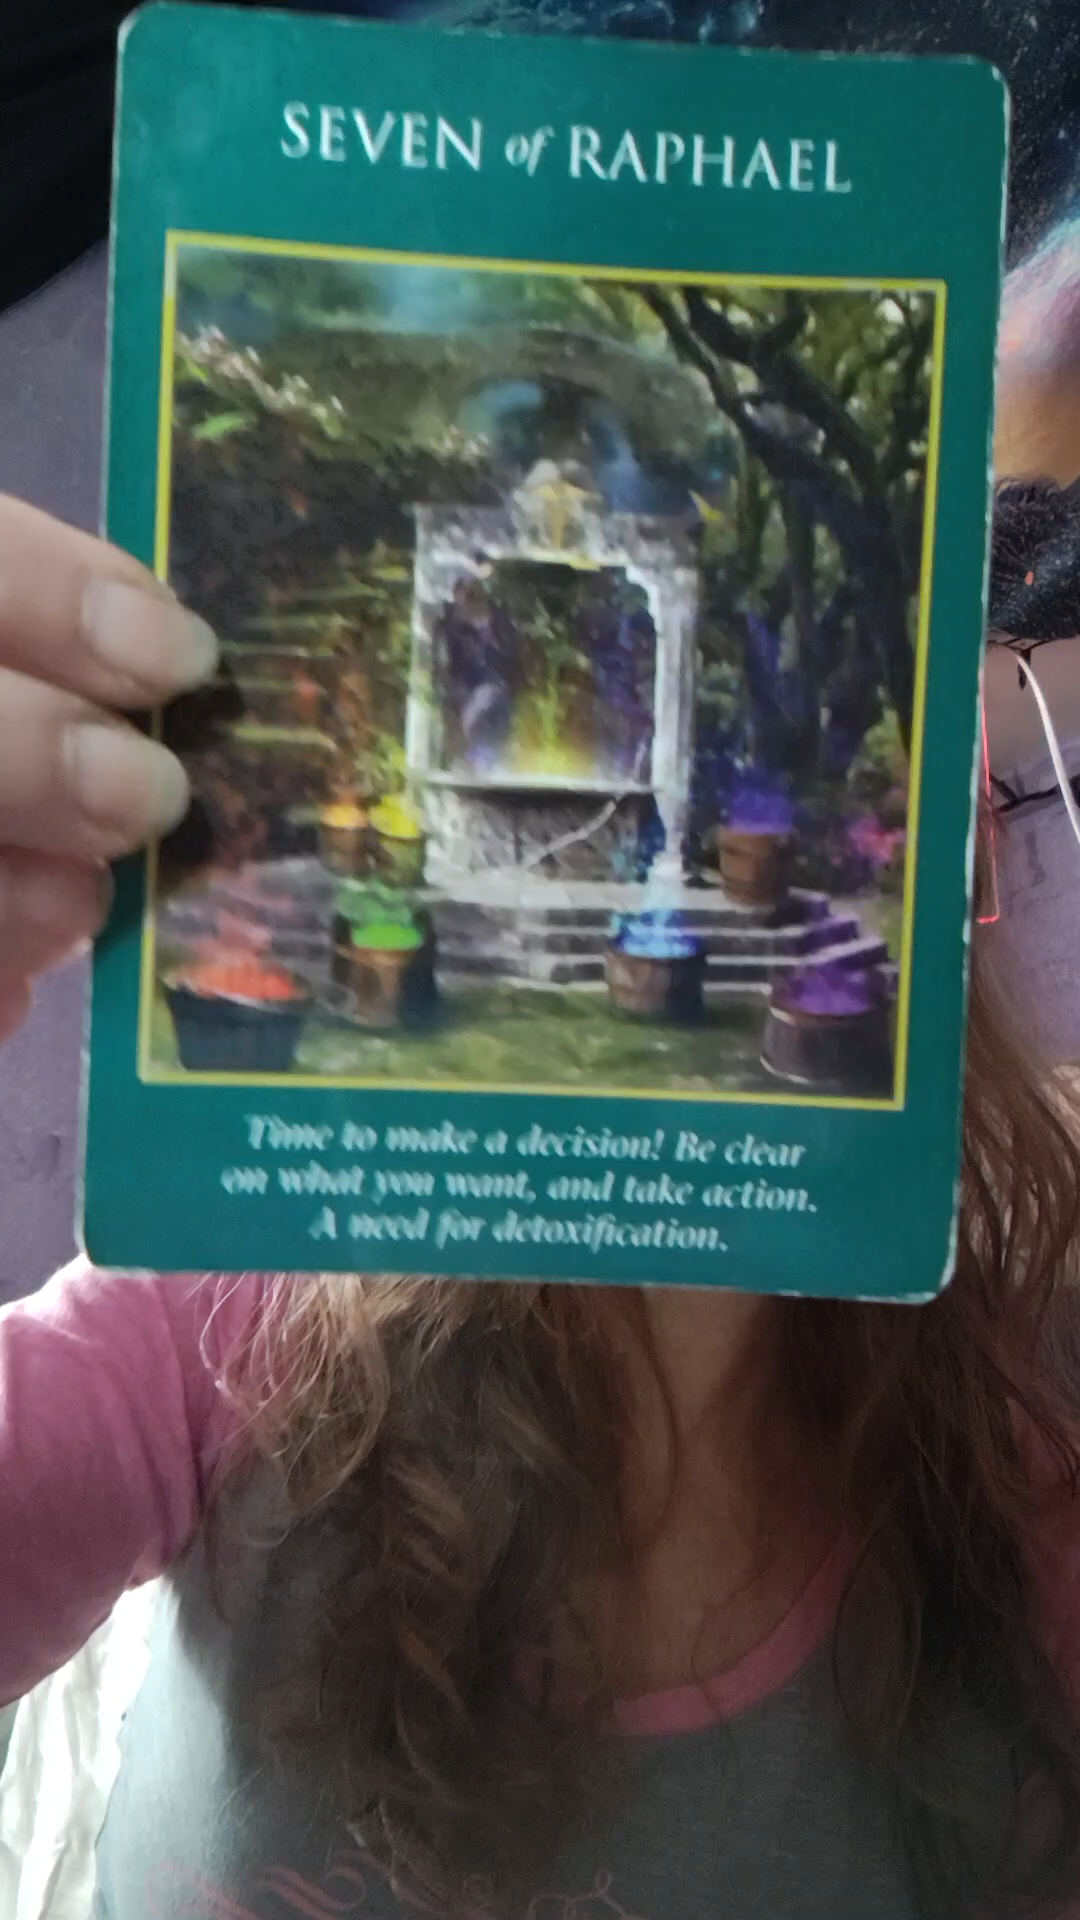 SEVEN of RAPHAEL
Time to make a decision! Be clear
on what you want, and take action.
A need for detoxification.